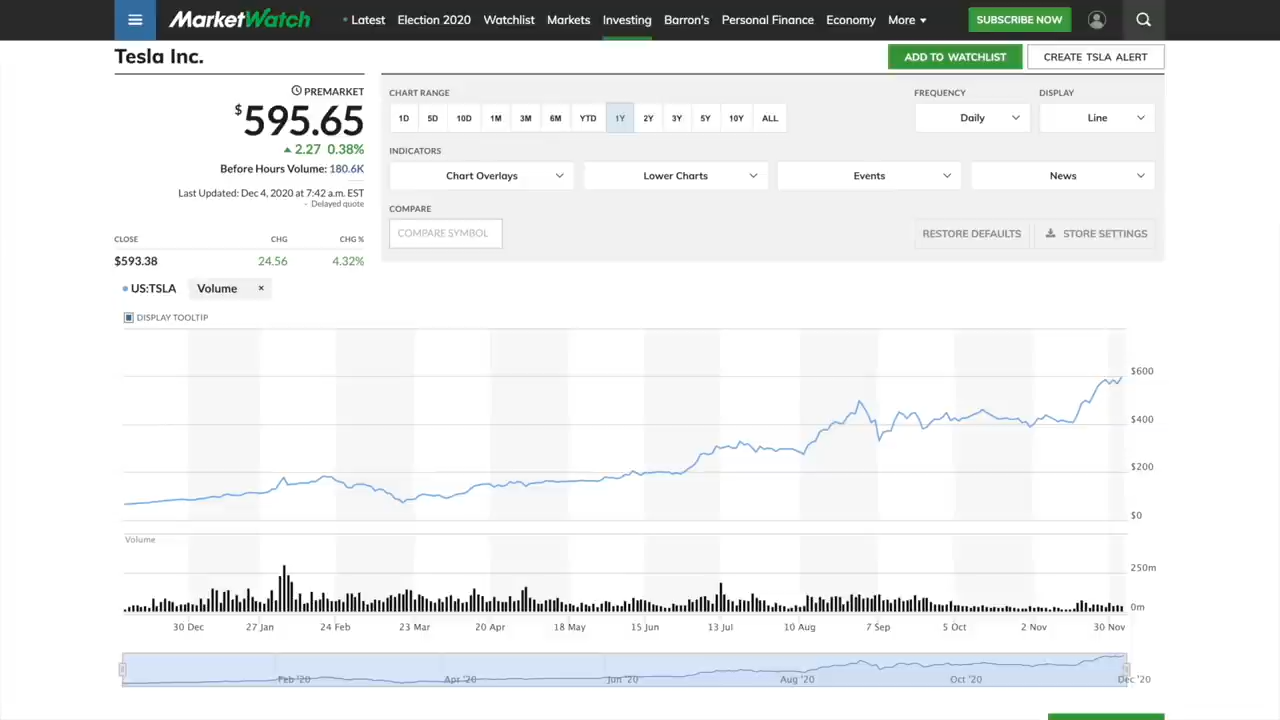 MarketWatch
Latest Election 2020 Watchlist Markets Investing Barron's Personal Finance Economy More SUBSCRIBE NOW
Tesla Inc.
ADD TO WATCHLIST CREATE TSLA ALERT
PREMARKET
$595.65
2.27 0.38%
Before Hours Volume: 180.6K
Last Updated: Dec 4, 2020 at 7:42 a.m. EST
Delayed quote
CLOSE CHG CHG %
$593.38 24.56 4.32%
CHART RANGE FREQUENCY DISPLAY
1D 5D 10D 1M 3M 6M YTD 1Y 2Y 3Y 5Y 10Y ALL Daily Line
INDICATORS
Chart Overlays Lower Charts Events News
COMPARE
COMPARE SYMBOL RESTORE DEFAULTS STORE SETTINGS
US:TSLA Volume ×
DISPLAY TOOLTIP
$600
$400
$200
$0
Volume
250m
0m
30 Dec 27 Jan 24 Feb 23 Mar 20 Apr 18 May 15 Jun 13 Jul 10 Aug 7 Sep 5 Oct 2 Nov 30 Nov
Feb '20 Apr '20 Jun '20 Aug '20 Oct '20 Dec '20